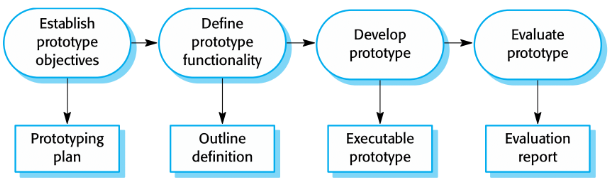 Establish
prototype
objectives
Define
prototype
functionality
Develop
prototype
Evaluate
prototype
Prototyping
plan
Outline
definition
Executable
prototype
Evaluation
report